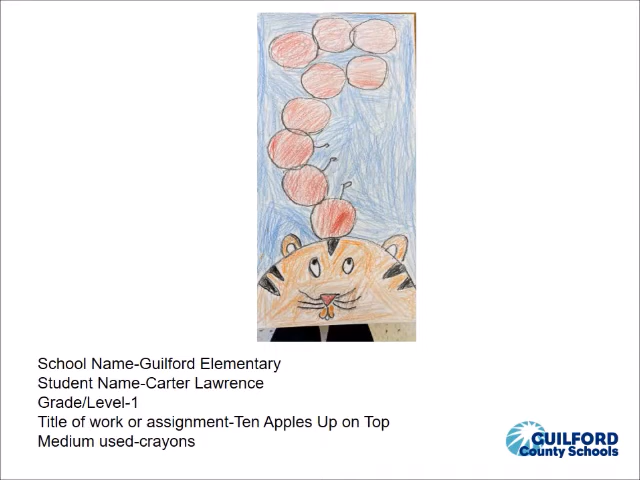 School Name-Guilford Elementary
Student Name-Carter Lawrence
Grade/Level-1
Title of work or assignment-Ten Apples Up on Top
Medium used-crayons
GUILFORD
County Schools